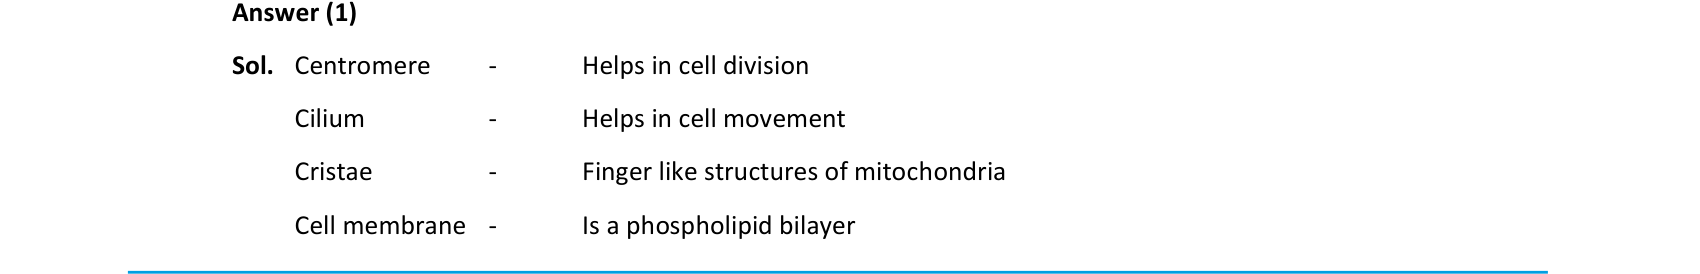 Answer (1)
Sol. Centromere - Helps in cell division
Cilium - Helps in cell movement
Cristae - Finger like structures of mitochondria
Cell membrane - Is a phospholipid bilayer